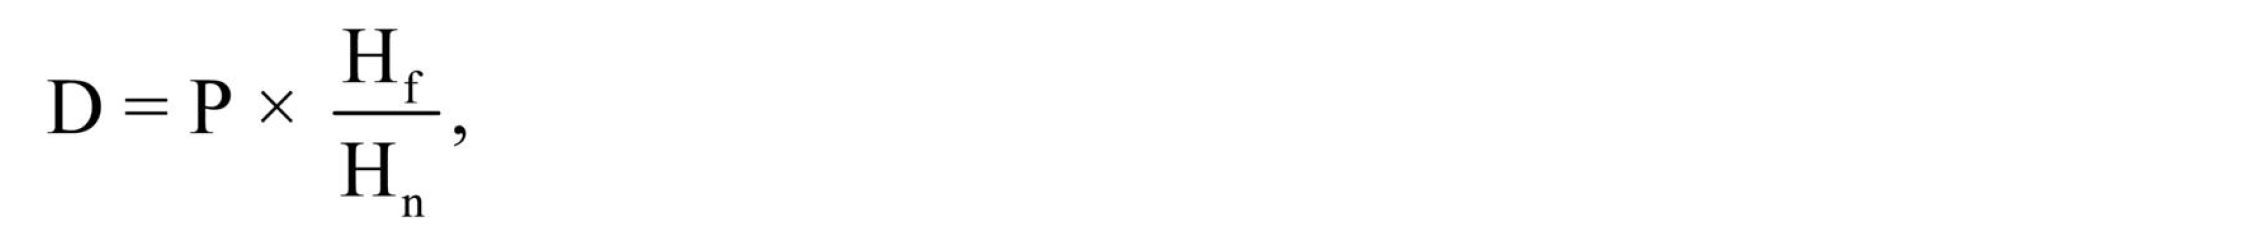 D = P × H_f / H_n,